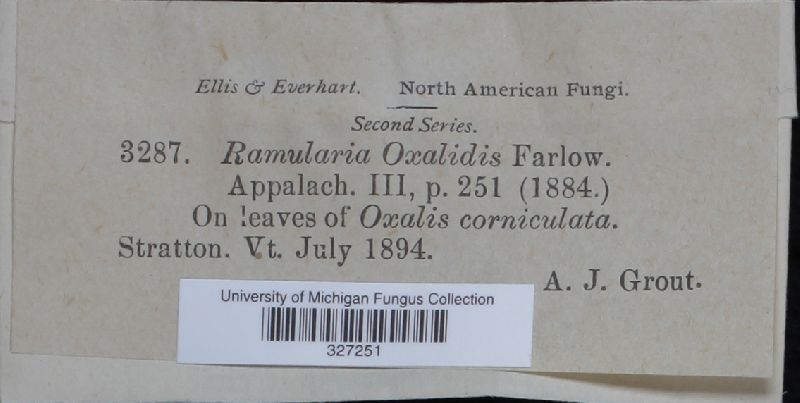 Ellis & Everhart. North American Fungi.
Second Series.
3287. Ramularia Oxalidis Farlow.
Appalach. III, p. 251 (1884.)
On leaves of Oxalis corniculata.
Stratton. Vt. July 1894.
A. J. Grout.
University of Michigan Fungus Collection
327251